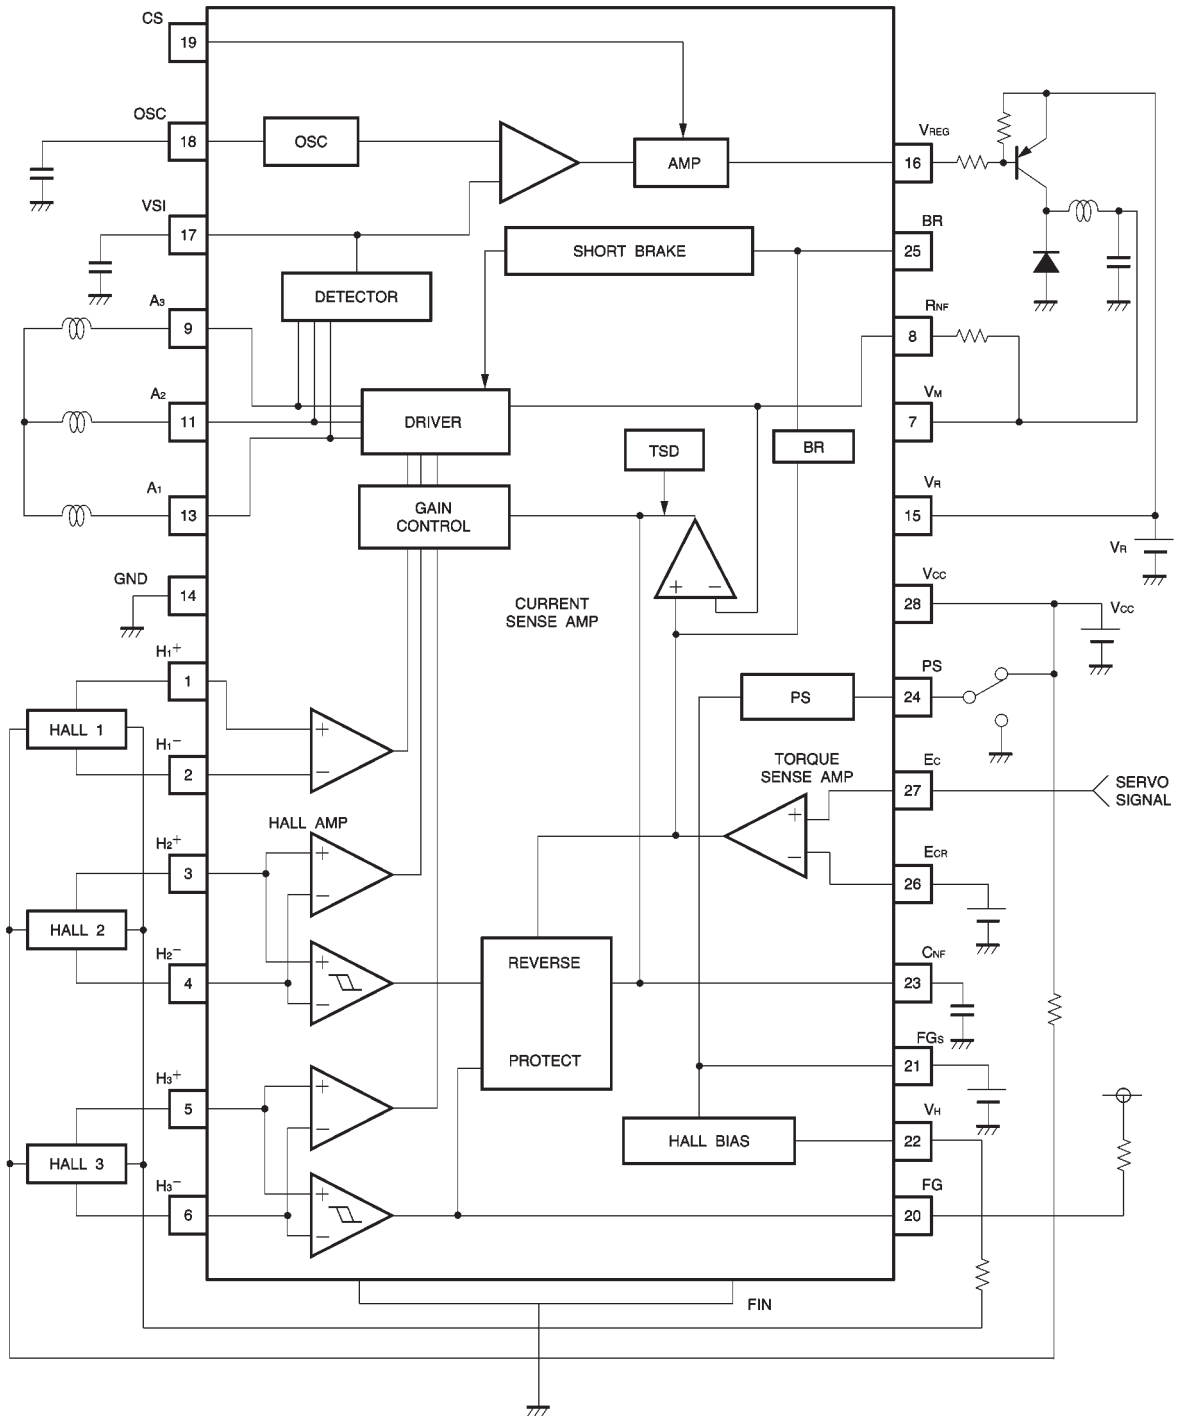 CS
19
OSC
18
OSC
AMP
VREG
16
VSI
17
SHORT BRAKE
BR
25
DETECTOR
A3
9
RNF
8
DRIVER
A2
11
VM
7
TSD
BR
GAIN
CONTROL
A1
13
VR
15
VR
GND
14
CURRENT
SENSE AMP
+
−
VCC
28
VCC
H1+
1
PS
PS
24
HALL 1
+
−
H1−
2
TORQUE
SENSE AMP
+
−
EC
27
SERVO
SIGNAL
HALL AMP
H2+
3
+
−
ECR
26
HALL 2
H2−
4
+
−
REVERSE
PROTECT
CNF
23
FGS
21
H3+
5
+
−
HALL BIAS
VH
22
HALL 3
H3−
6
+
−
FG
20
FIN